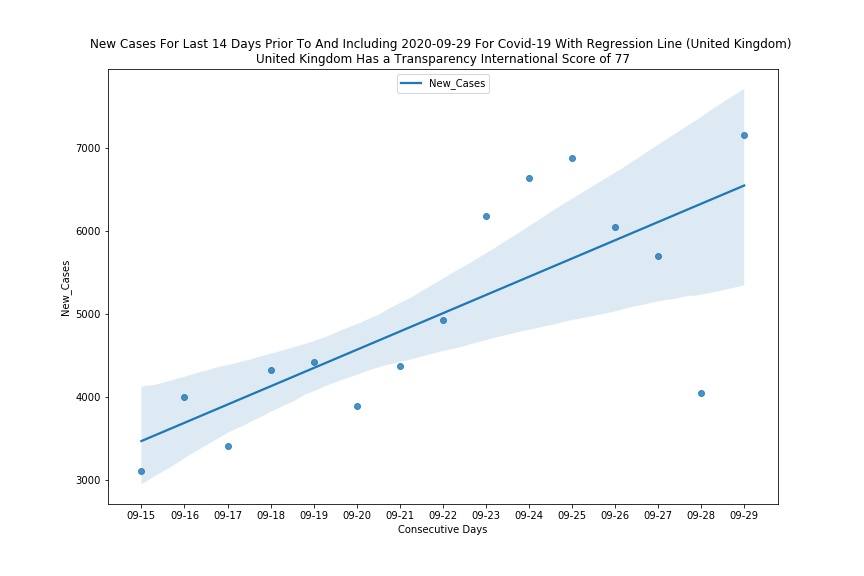 New Cases For Last 14 Days Prior To And Including 2020-09-29 For Covid-19 With Regression Line (United Kingdom)
United Kingdom Has a Transparency International Score of 77
New_Cases
New_Cases
7000
6000
5000
4000
3000
09-15 09-16 09-17 09-18 09-19 09-20 09-21 09-22 09-23 09-24 09-25 09-26 09-27 09-28 09-29
Consecutive Days